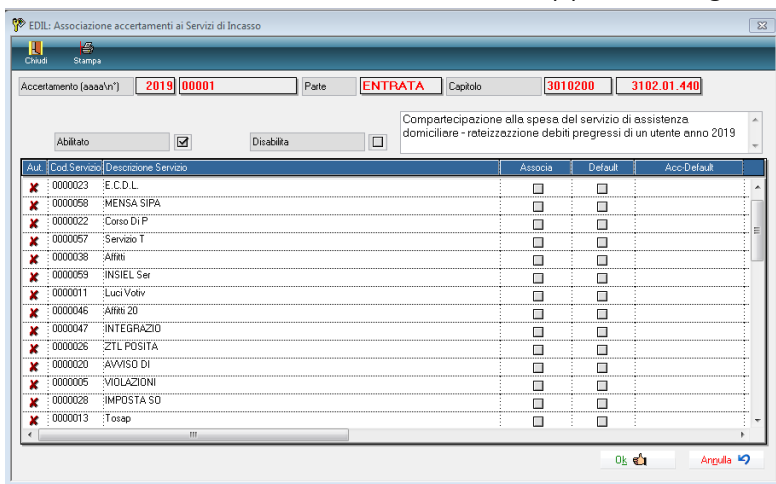 EDIL: Associazione accertamenti ai Servizi di Incasso
Chiudi Stampa
Accertamento (aaaa\n°) 2019 00001 Parte ENTRATA Capitolo 3010200 3102.01.440
Compartecipazione alla spesa del servizio di assistenza
domiciliare - rateizzazione debiti pregressi di un utente anno 2019
Abilitato Disabilita
Aut. Cod.Servizio Descrizione Servizio Associa Default Acc-Default
0000023 E.C.D.L.
0000058 MENSA SIPA
0000022 Corso Di P
0000057 Servizio T
0000038 Affitti
0000059 INSIEL Ser
0000011 Luci Votiv
0000046 Affitti 20
0000047 INTEGRAZIO
0000026 ZTL POSITA
0000020 AVVISO DI
0000005 VIOLAZIONI
0000028 IMPOSTA SO
0000013 Tosap
Ok Annulla